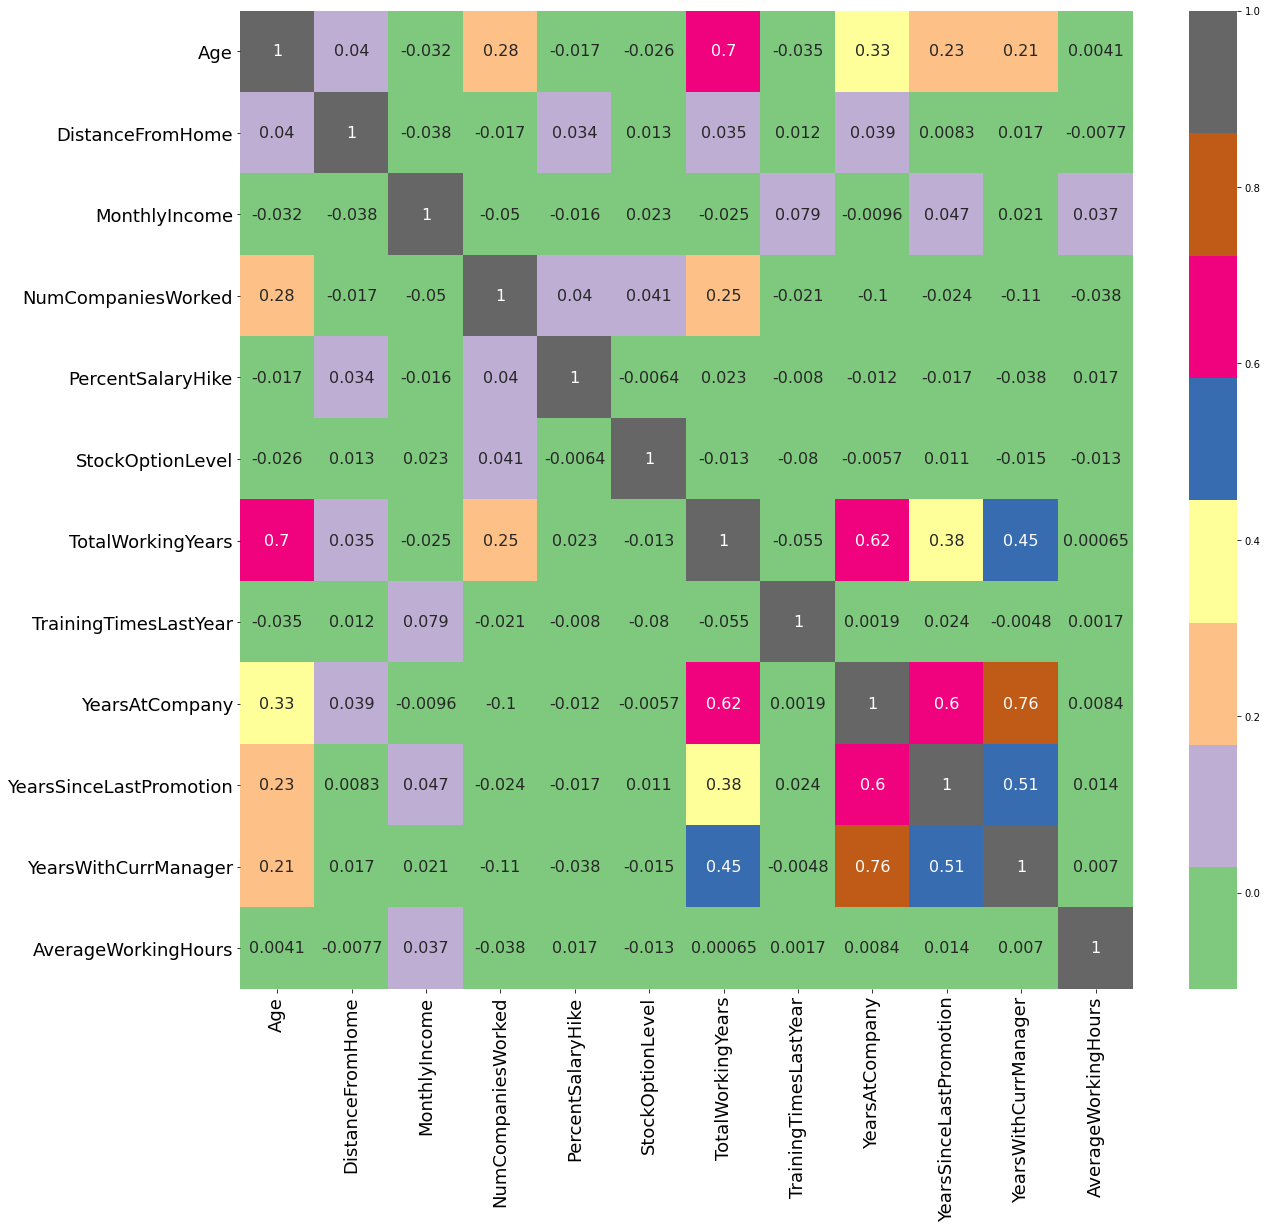 Age 1 0.04 -0.032 0.28 -0.017 -0.026 0.7 -0.035 0.33 0.23 0.21 0.0041
DistanceFromHome 0.04 1 -0.038 -0.017 0.034 0.013 0.035 0.012 0.039 0.0083 0.017 -0.0077
MonthlyIncome -0.032 -0.038 1 -0.05 -0.016 0.023 -0.025 0.079 -0.0096 0.047 0.021 0.037
NumCompaniesWorked 0.28 -0.017 -0.05 1 0.04 0.041 0.25 -0.021 -0.1 -0.024 -0.11 -0.038
PercentSalaryHike -0.017 0.034 -0.016 0.04 1 -0.0064 0.023 -0.008 -0.012 -0.017 -0.038 0.017
StockOptionLevel -0.026 0.013 0.023 0.041 -0.0064 1 -0.013 -0.08 -0.0057 0.011 -0.015 -0.013
TotalWorkingYears 0.7 0.035 -0.025 0.25 0.023 -0.013 1 -0.055 0.62 0.38 0.45 0.00065
TrainingTimesLastYear -0.035 0.012 0.079 -0.021 -0.008 -0.08 -0.055 1 0.0019 0.024 -0.0048 0.0017
YearsAtCompany 0.33 0.039 -0.0096 -0.1 -0.012 -0.0057 0.62 0.0019 1 0.6 0.76 0.0084
YearsSinceLastPromotion 0.23 0.0083 0.047 -0.024 -0.017 0.011 0.38 0.024 0.6 1 0.51 0.014
YearsWithCurrManager 0.21 0.017 0.021 -0.11 -0.038 -0.015 0.45 -0.0048 0.76 0.51 1 0.007
AverageWorkingHours 0.0041 -0.0077 0.037 -0.038 0.017 -0.013 0.00065 0.0017 0.0084 0.014 0.007 1
Age
DistanceFromHome
MonthlyIncome
NumCompaniesWorked
PercentSalaryHike
StockOptionLevel
TotalWorkingYears
TrainingTimesLastYear
YearsAtCompany
YearsSinceLastPromotion
YearsWithCurrManager
AverageWorkingHours
1.0
0.8
0.6
0.4
0.2
0.0